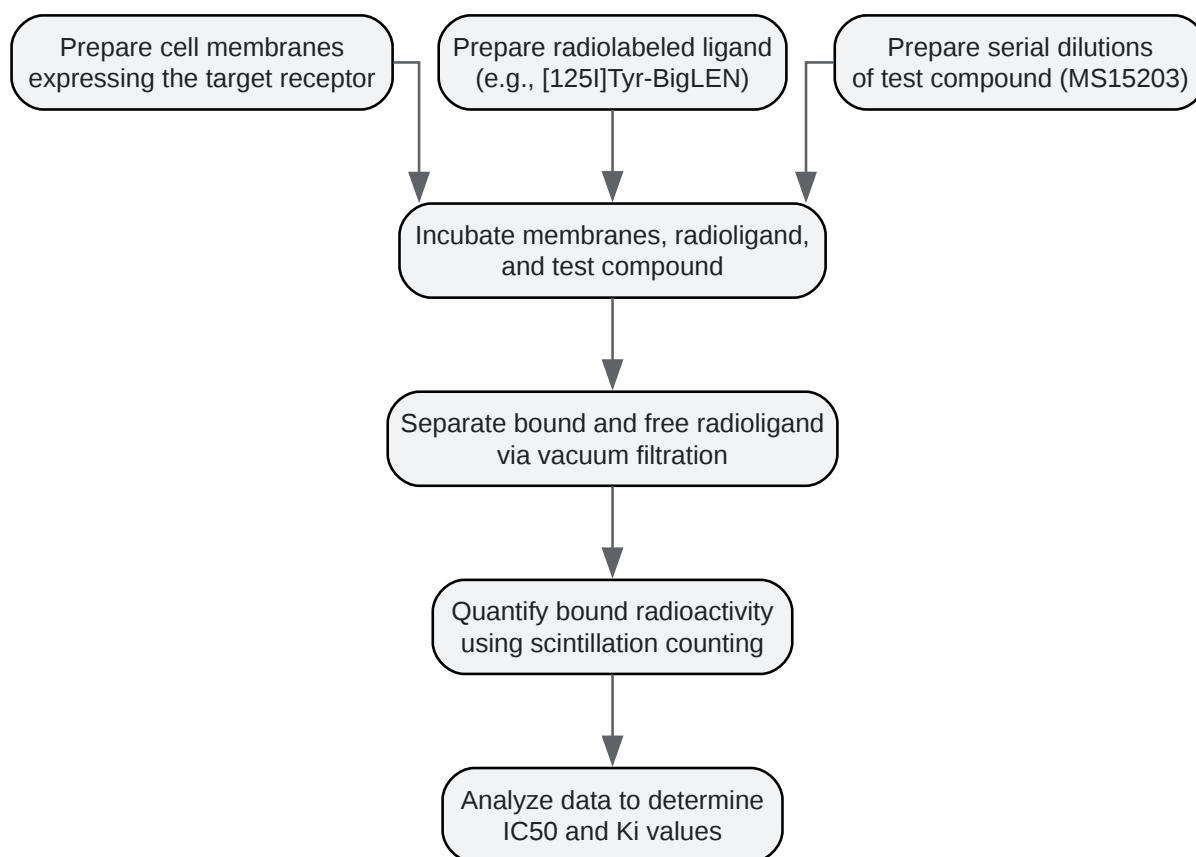 Prepare cell membranes
expressing the target receptor
Prepare radiolabeled ligand
(e.g., [125I]Tyr-BigLEN)
Prepare serial dilutions
of test compound (MS15203)
Incubate membranes, radioligand,
and test compound
Separate bound and free radioligand
via vacuum filtration
Quantify bound radioactivity
using scintillation counting
Analyze data to determine
IC50 and Ki values